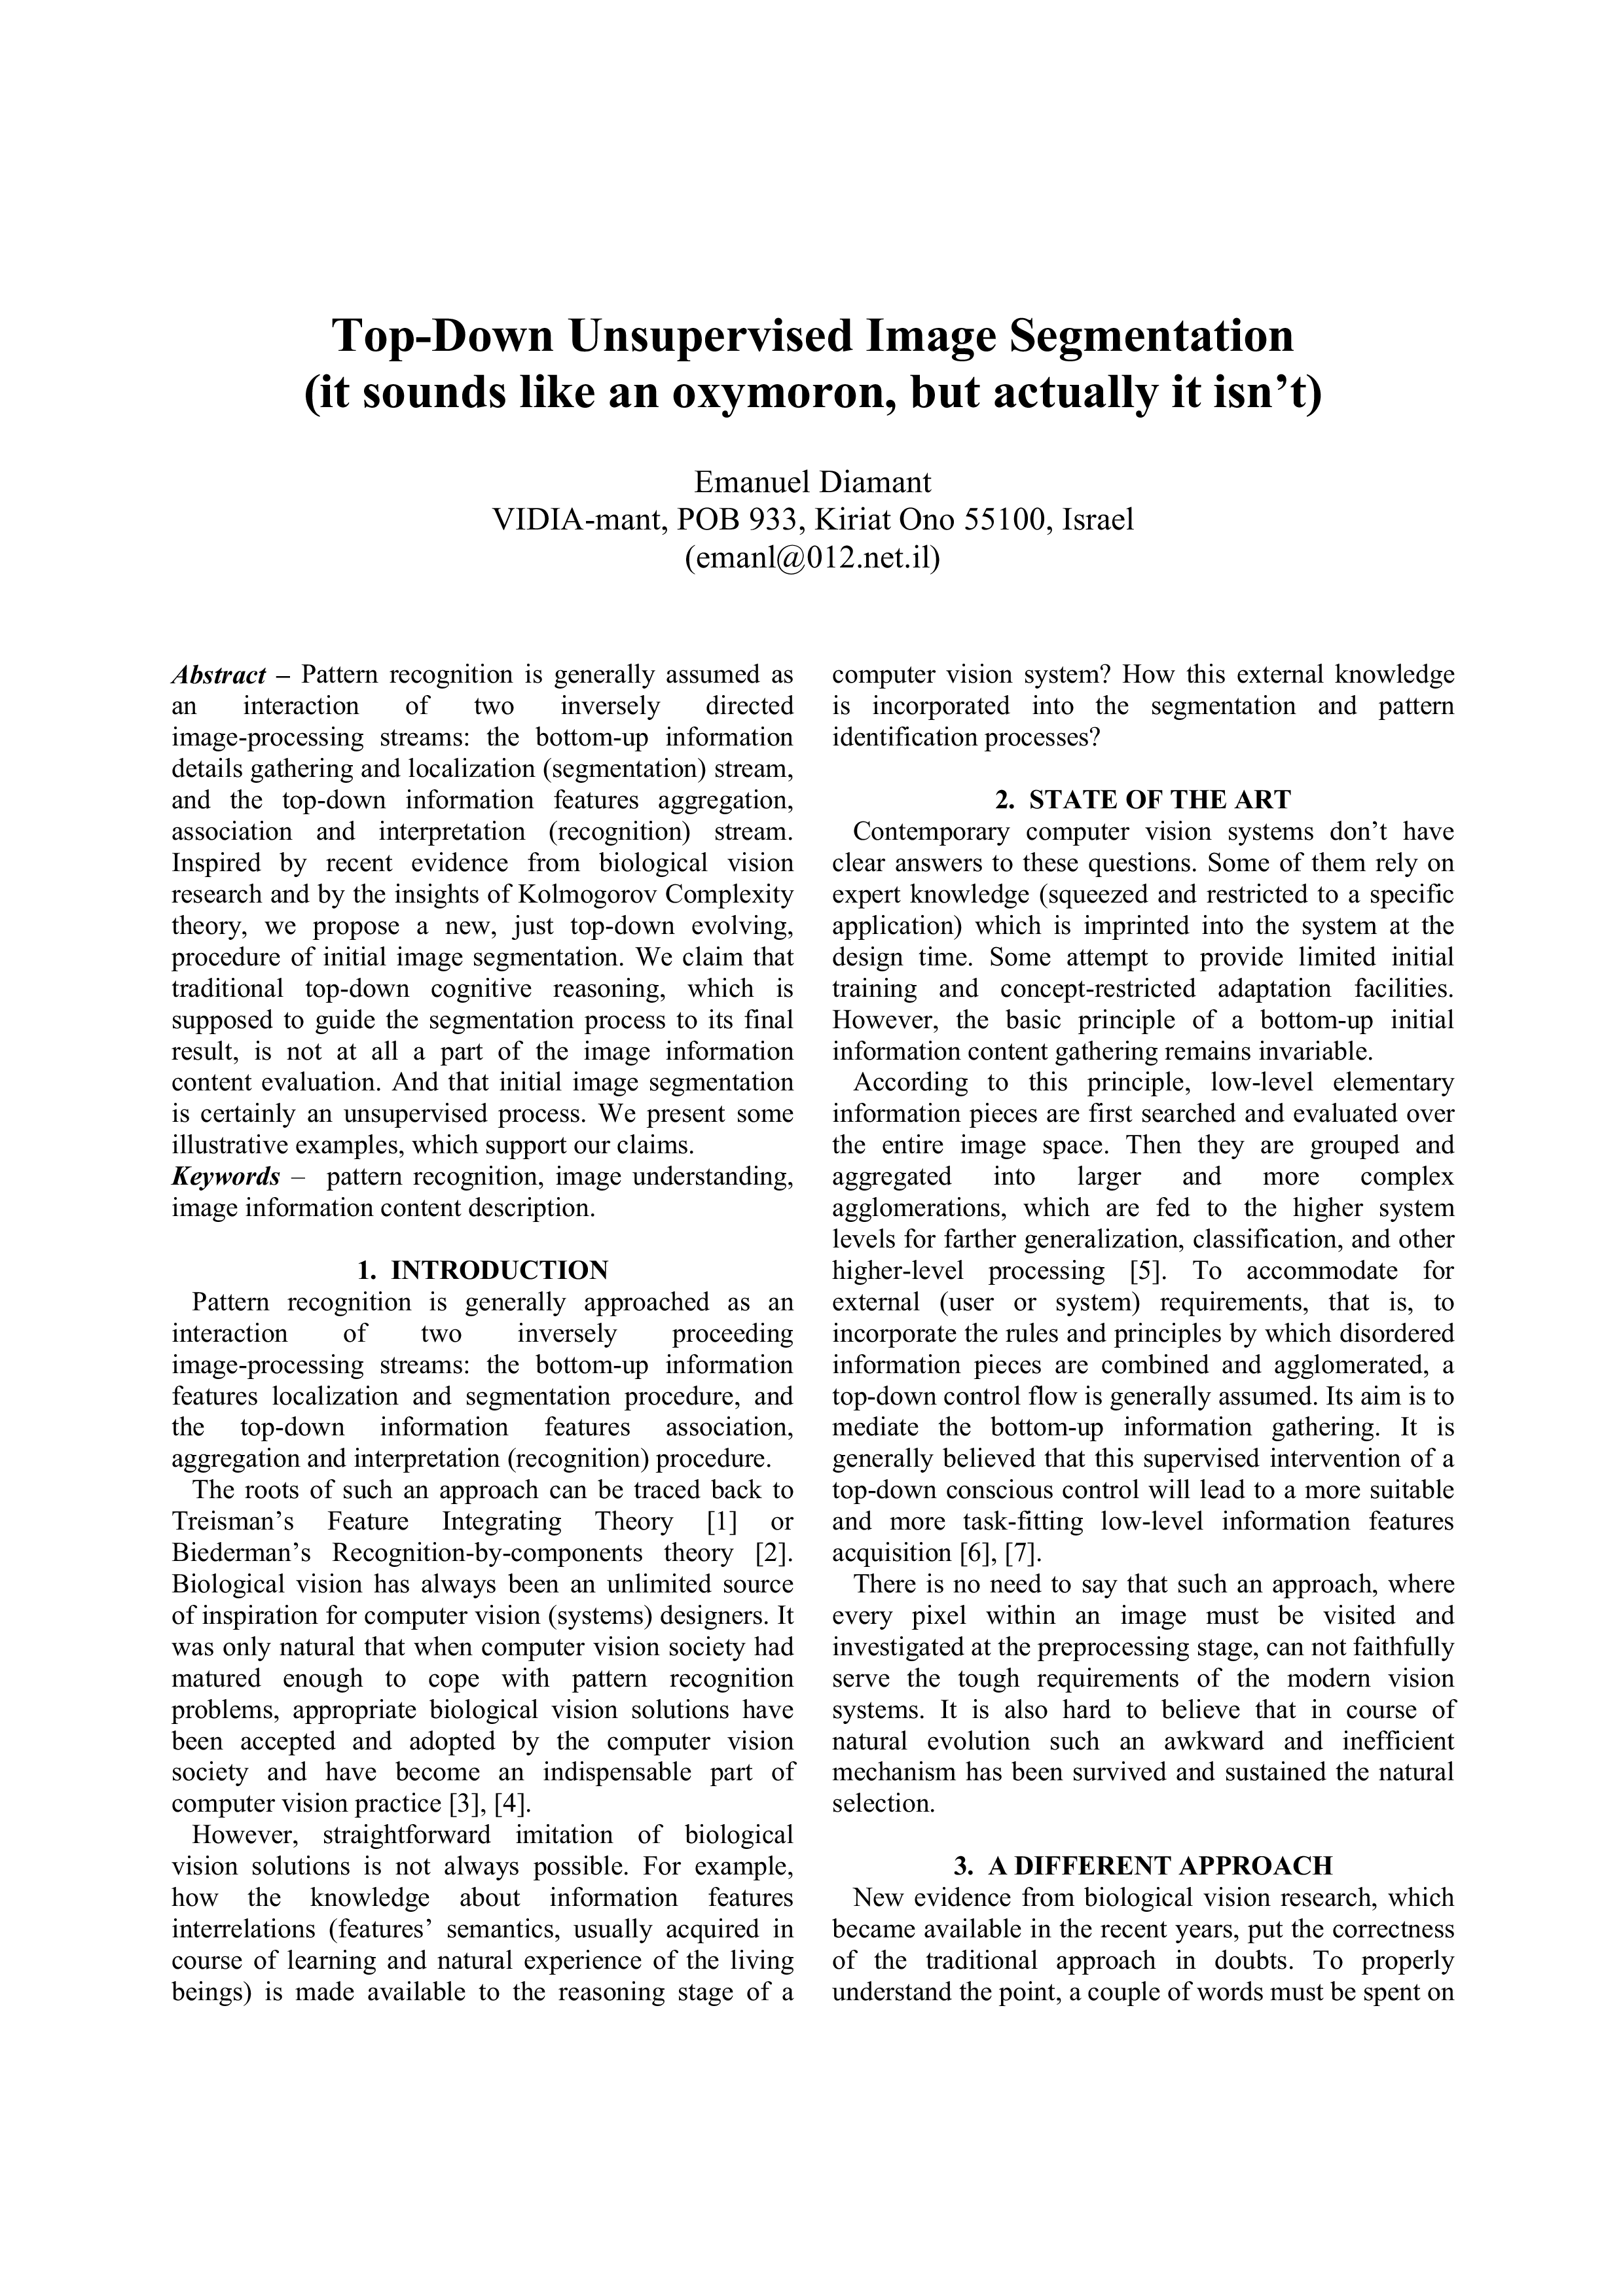 Top-Down Unsupervised Image Segmentation
(it sounds like an oxymoron, but actually it isn’t)
Emanuel Diamant
VIDIA-mant, POB 933, Kiriat Ono 55100, Israel
(emanl@012.net.il)
Abstract – Pattern recognition is generally assumed as
an interaction of two inversely directed
image-processing streams: the bottom-up information
details gathering and localization (segmentation) stream,
and the top-down information features aggregation,
association and interpretation (recognition) stream.
Inspired by recent evidence from biological vision
research and by the insights of Kolmogorov Complexity
theory, we propose a new, just top-down evolving,
procedure of initial image segmentation. We claim that
traditional top-down cognitive reasoning, which is
supposed to guide the segmentation process to its final
result, is not at all a part of the image information
content evaluation. And that initial image segmentation
is certainly an unsupervised process. We present some
illustrative examples, which support our claims.
Keywords – pattern recognition, image understanding,
image information content description.
1. INTRODUCTION
Pattern recognition is generally approached as an
interaction of two inversely proceeding
image-processing streams: the bottom-up information
features localization and segmentation procedure, and
the top-down information features association,
aggregation and interpretation (recognition) procedure.
The roots of such an approach can be traced back to
Treisman’s Feature Integrating Theory [1] or
Biederman’s Recognition-by-components theory [2].
Biological vision has always been an unlimited source
of inspiration for computer vision (systems) designers. It
was only natural that when computer vision society had
matured enough to cope with pattern recognition
problems, appropriate biological vision solutions have
been accepted and adopted by the computer vision
society and have become an indispensable part of
computer vision practice [3], [4].
However, straightforward imitation of biological
vision solutions is not always possible. For example,
how the knowledge about information features
interrelations (features’ semantics, usually acquired in
course of learning and natural experience of the living
beings) is made available to the reasoning stage of a
computer vision system? How this external knowledge
is incorporated into the segmentation and pattern
identification processes?
2. STATE OF THE ART
Contemporary computer vision systems don’t have
clear answers to these questions. Some of them rely on
expert knowledge (squeezed and restricted to a specific
application) which is imprinted into the system at the
design time. Some attempt to provide limited initial
training and concept-restricted adaptation facilities.
However, the basic principle of a bottom-up initial
information content gathering remains invariable.
According to this principle, low-level elementary
information pieces are first searched and evaluated over
the entire image space. Then they are grouped and
aggregated into larger and more complex
agglomerations, which are fed to the higher system
levels for farther generalization, classification, and other
higher-level processing [5]. To accommodate for
external (user or system) requirements, that is, to
incorporate the rules and principles by which disordered
information pieces are combined and agglomerated, a
top-down control flow is generally assumed. Its aim is to
mediate the bottom-up information gathering. It is
generally believed that this supervised intervention of a
top-down conscious control will lead to a more suitable
and more task-fitting low-level information features
acquisition [6], [7].
There is no need to say that such an approach, where
every pixel within an image must be visited and
investigated at the preprocessing stage, can not faithfully
serve the tough requirements of the modern vision
systems. It is also hard to believe that in course of
natural evolution such an awkward and inefficient
mechanism has been survived and sustained the natural
selection.
3. A DIFFERENT APPROACH
New evidence from biological vision research, which
became available in the recent years, put the correctness
of the traditional approach in doubts. To properly
understand the point, a couple of words must be spent on